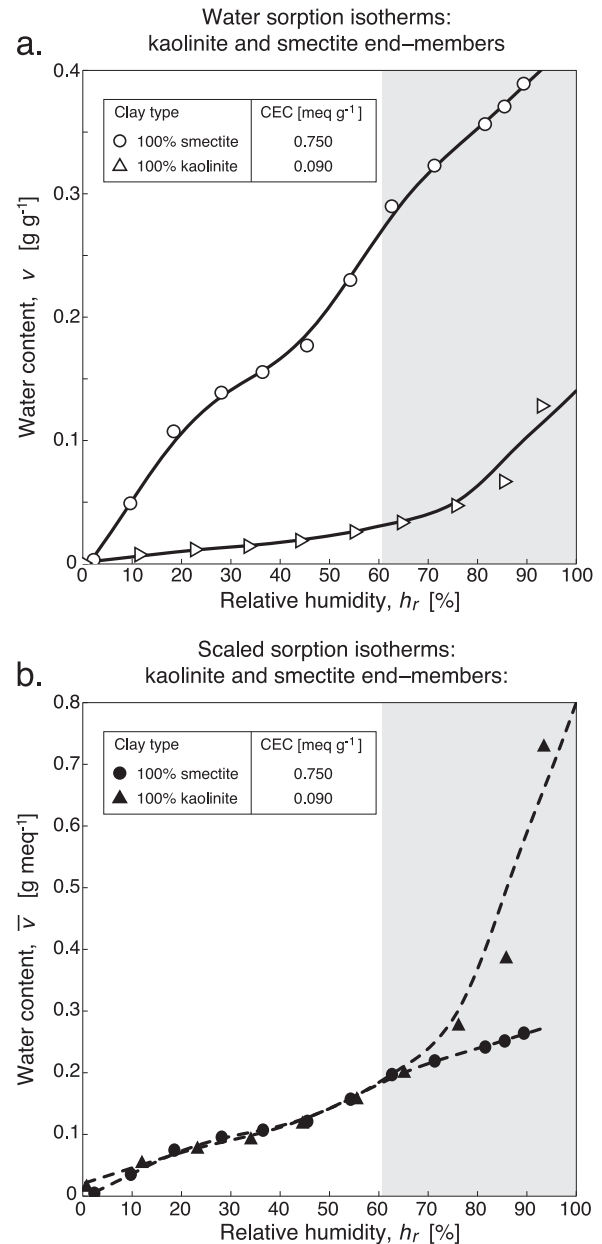 a.
Water sorption isotherms:
kaolinite and smectite end–members
Clay type CEC [meq g-1]
100% smectite 0.750
100% kaolinite 0.090
0.4
0.3
0.2
0.1
0
Water content, v [g g-1]
0 10 20 30 40 50 60 70 80 90 100
Relative humidity, hr [%]
b.
Scaled sorption isotherms:
kaolinite and smectite end–members:
Clay type CEC [meq g-1]
100% smectite 0.750
100% kaolinite 0.090
0.8
0.7
0.6
0.5
0.4
0.3
0.2
0.1
0
Water content, v̅ [g meq-1]
0 10 20 30 40 50 60 70 80 90 100
Relative humidity, hr [%]